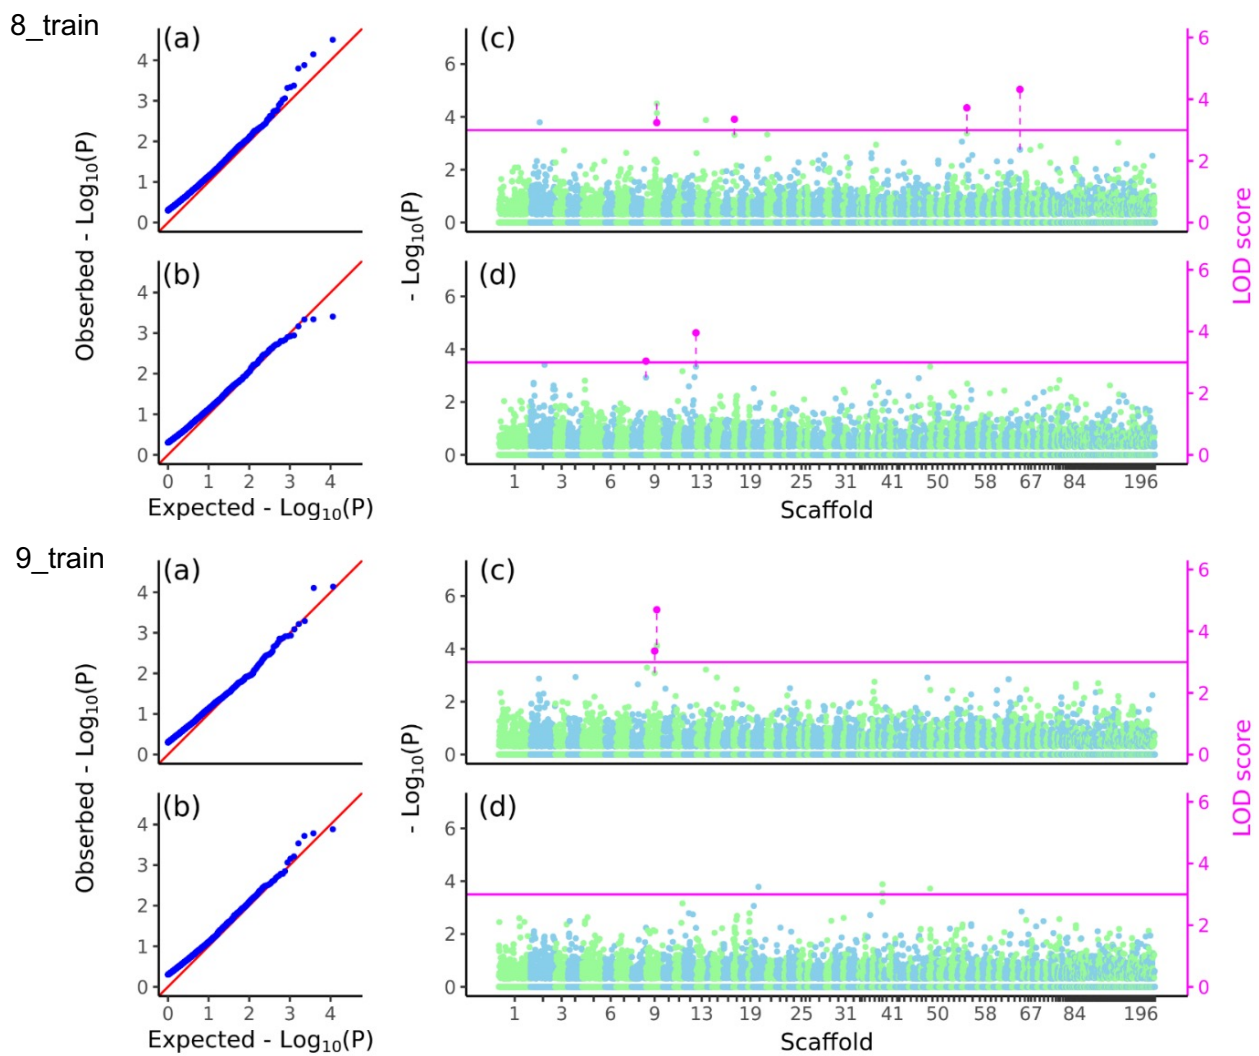 8_train
(a)
(c)
Obserbed - Log10(P)
4
3
2
1
0
- Log10(P)
6
4
2
0
6
4
2
0
LOD score
(b)
(d)
4
3
2
1
0
6
4
2
0
6
4
2
0
0 1 2 3 4
1 3 6 9 13 19 25 31 41 50 58 67 84 196
Expected - Log10(P)
Scaffold
9_train
(a)
(c)
Obserbed - Log10(P)
4
3
2
1
0
- Log10(P)
6
4
2
0
6
4
2
0
LOD score
(b)
(d)
4
3
2
1
0
6
4
2
0
6
4
2
0
0 1 2 3 4
1 3 6 9 13 19 25 31 41 50 58 67 84 196
Expected - Log10(P)
Scaffold